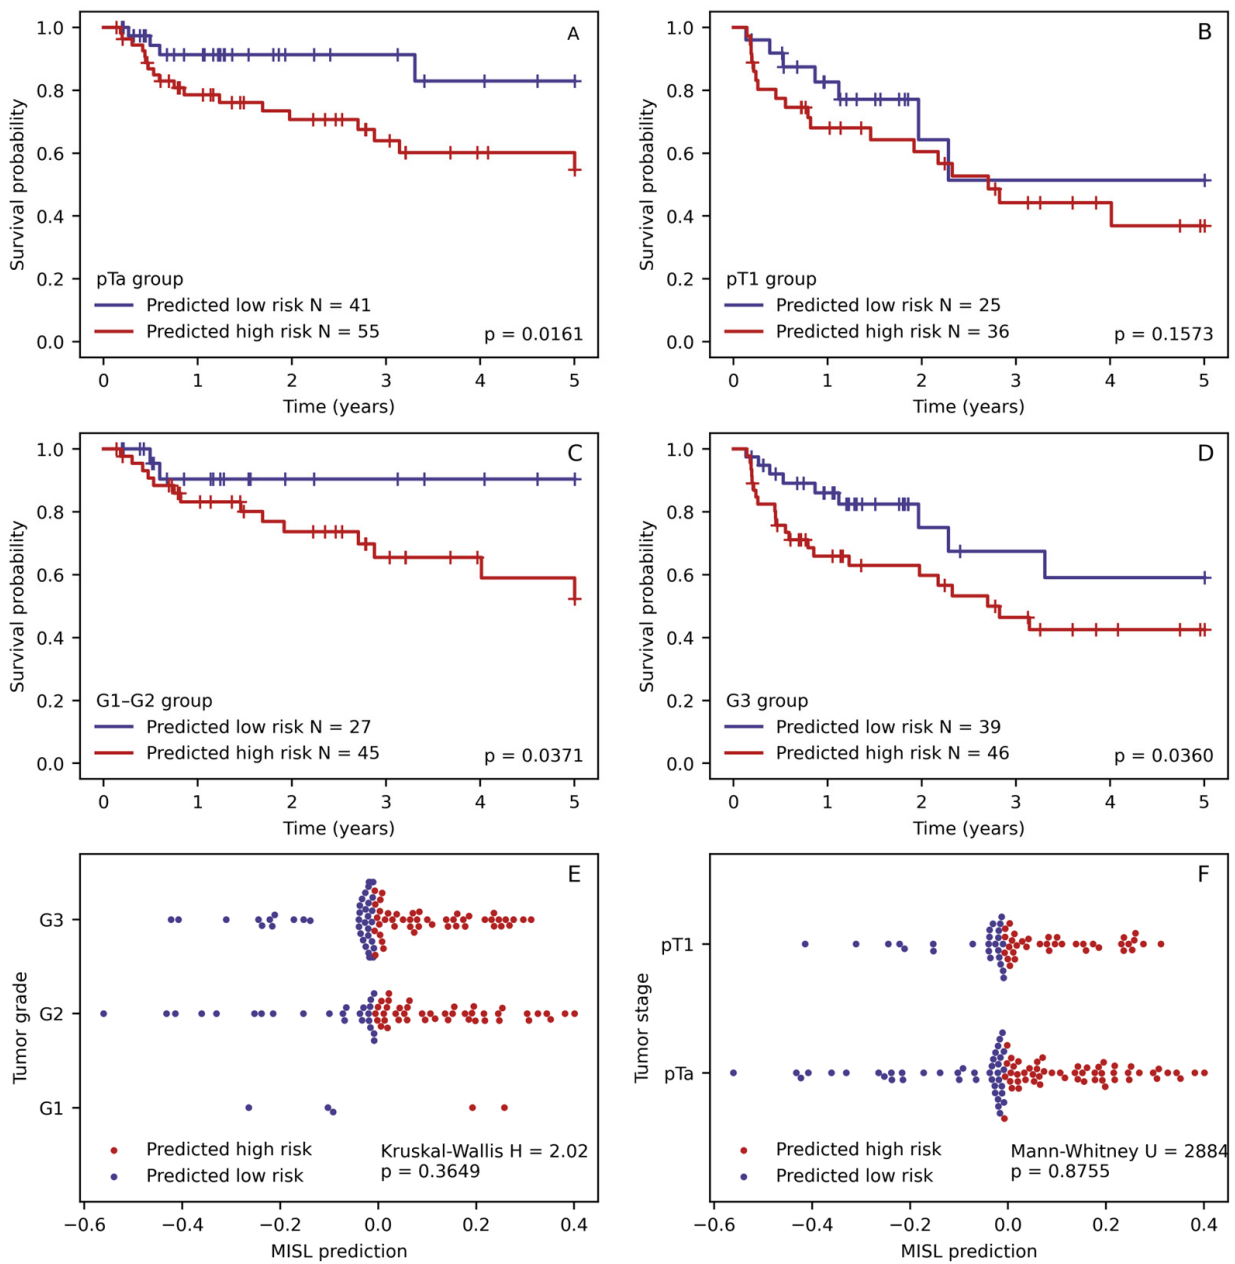 A
1.0
0.8
0.6
0.4
0.2
0.0
Survival probability
pTa group
Predicted low risk N = 41
Predicted high risk N = 55
p = 0.0161
0 1 2 3 4 5
Time (years)
B
1.0
0.8
0.6
0.4
0.2
0.0
Survival probability
pT1 group
Predicted low risk N = 25
Predicted high risk N = 36
p = 0.1573
0 1 2 3 4 5
Time (years)
C
1.0
0.8
0.6
0.4
0.2
0.0
Survival probability
G1–G2 group
Predicted low risk N = 27
Predicted high risk N = 45
p = 0.0371
0 1 2 3 4 5
Time (years)
D
1.0
0.8
0.6
0.4
0.2
0.0
Survival probability
G3 group
Predicted low risk N = 39
Predicted high risk N = 46
p = 0.0360
0 1 2 3 4 5
Time (years)
E
G3
G2
G1
Tumor grade
Predicted high risk
Predicted low risk
Kruskal-Wallis H = 2.02
p = 0.3649
−0.6 −0.4 −0.2 0.0 0.2 0.4
MISL prediction
F
pT1
pTa
Tumor stage
Predicted high risk
Predicted low risk
Mann-Whitney U = 2884
p = 0.8755
−0.6 −0.4 −0.2 0.0 0.2 0.4
MISL prediction